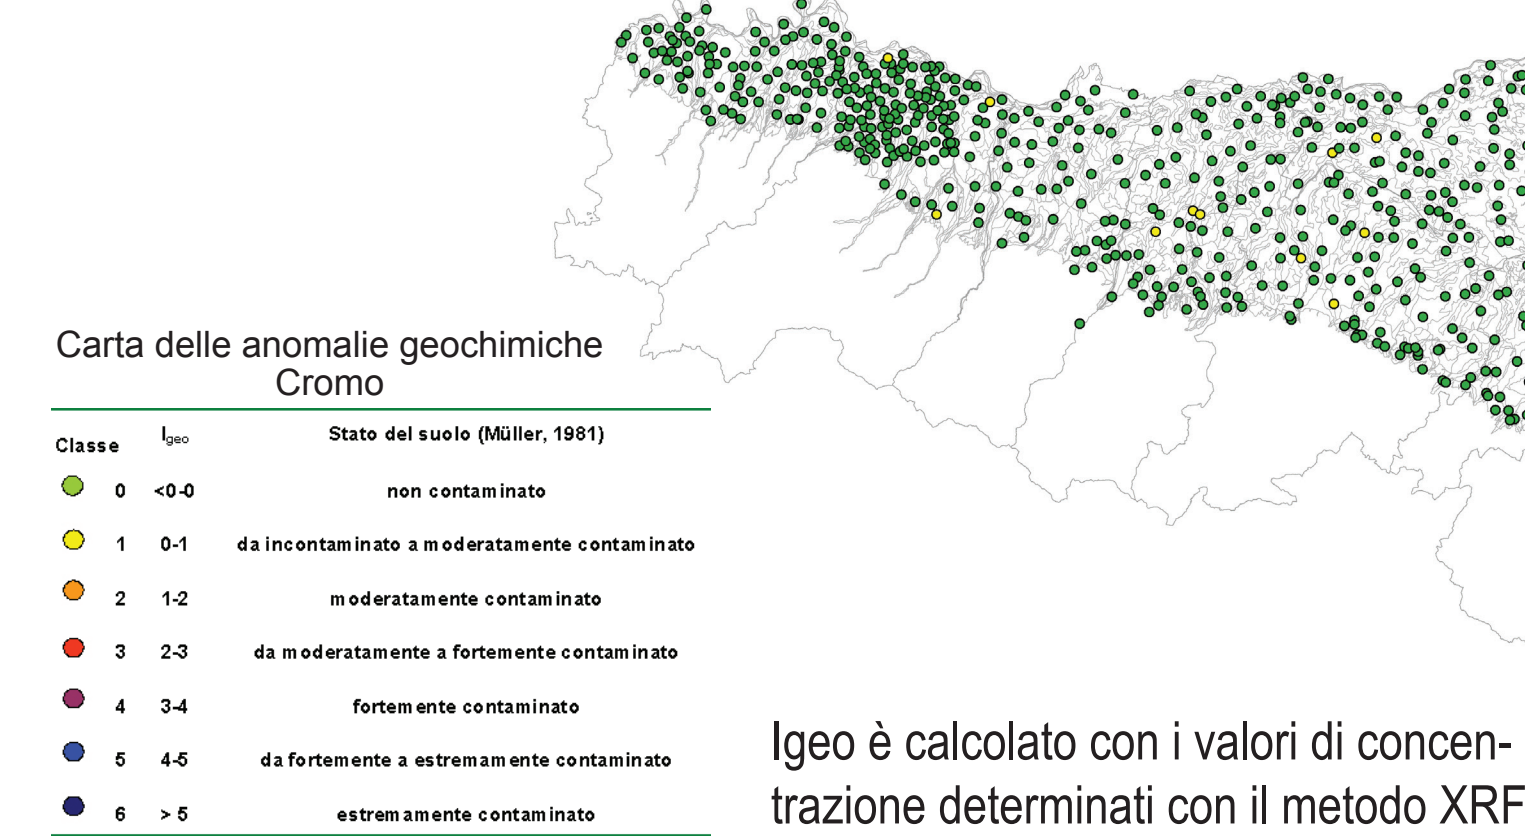 Carta delle anomalie geochimiche
Cromo
Classe Igeo Stato del suolo (Müller, 1981)
0 <0-0 non contaminato
1 0-1 da incontaminato a moderatamente contaminato
2 1-2 moderatamente contaminato
3 2-3 da moderatamente a fortemente contaminato
4 3-4 fortemente contaminato
5 4-5 da fortemente a estremamente contaminato
6 > 5 estremamente contaminato
Igeo è calcolato con i valori di concen-
trazione determinati con il metodo XRF